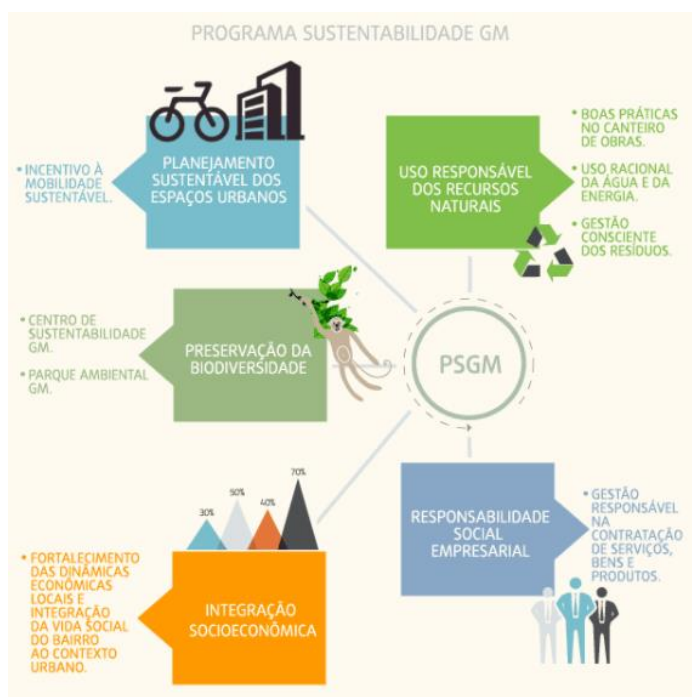 PROGRAMA SUSTENTABILIDADE GM
• INCENTIVO À
MOBILIDADE
SUSTENTÁVEL.
PLANEJAMENTO
SUSTENTÁVEL DOS
ESPAÇOS URBANOS
USO RESPONSÁVEL
DOS RECURSOS
NATURAIS
• BOAS PRÁTICAS
NO CANTEIRO
DE OBRAS.
• USO RACIONAL
DA ÁGUA E DA
ENERGIA.
• GESTÃO
CONSCIENTE
DOS RESÍDUOS.
• CENTRO DE
SUSTENTABILIDADE
GM.
• PARQUE AMBIENTAL
GM.
PRESERVAÇÃO DA
BIODIVERSIDADE
PSGM
30%
50%
40%
70%
• FORTALECIMENTO
DAS DINÂMICAS
ECONÔMICAS
LOCAIS E
INTEGRAÇÃO
DA VIDA SOCIAL
DO BAIRRO
AO CONTEXTO
URBANO.
INTEGRAÇÃO
SOCIOECONÔMICA
RESPONSABILIDADE
SOCIAL
EMPRESARIAL
• GESTÃO
RESPONSÁVEL
NA
CONTRATAÇÃO
DE SERVIÇOS,
BENS E
PRODUTOS.